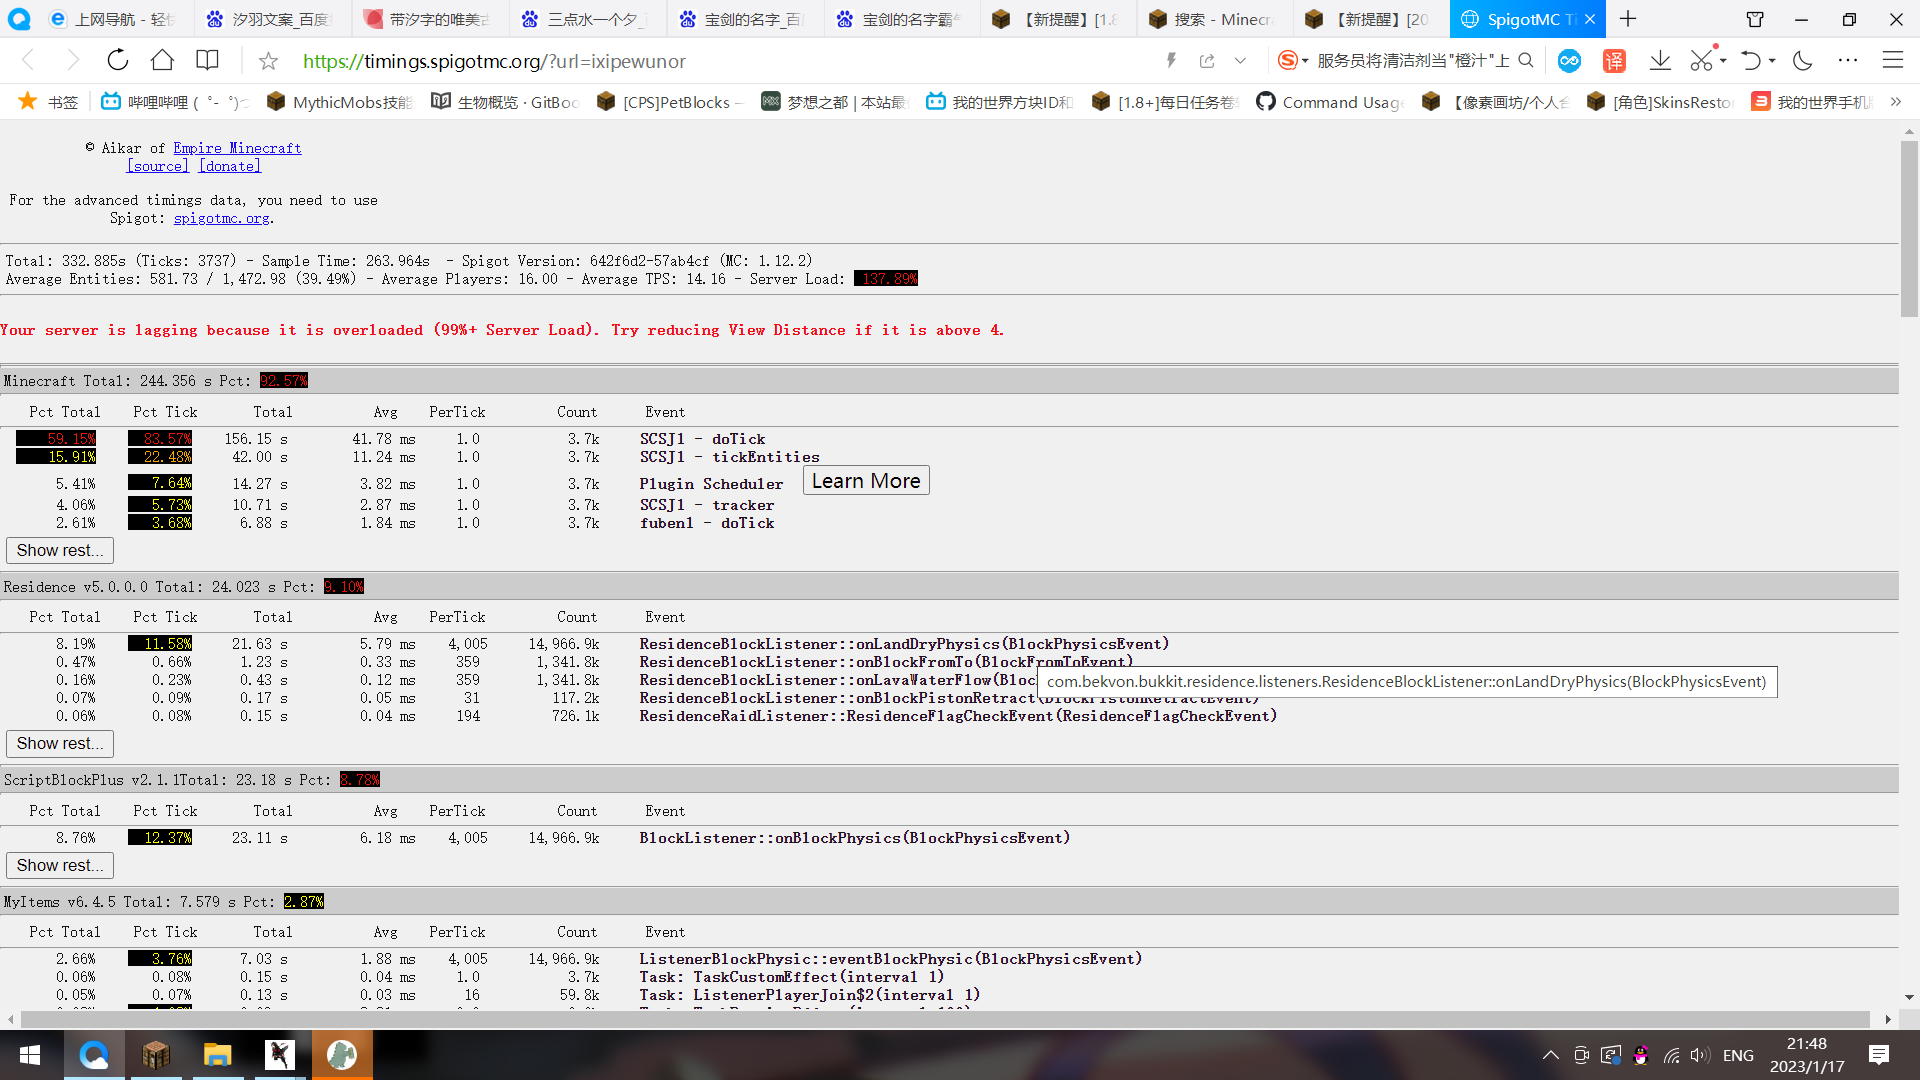 上网导航 - 轻快
汐羽文案_百度
带汐字的唯美古
三点水一个夕_
宝剑的名字_百
宝剑的名字霸气
【新提醒】[1.8
搜索 - Minecra
【新提醒】[20
SpigotMC Ti
https://timings.spigotmc.org/?url=ixipewunor
服务员将清洁剂当"橙汁"上
译
书签
哔哩哔哩 ( ゜- ゜)つ
MythicMobs技能
生物概览 · GitBoo
[CPS]PetBlocks –
梦想之都 | 本站最
我的世界方块ID和
[1.8+]每日任务卷
Command Usage
【像素画坊/个人合
[角色]SkinsResto
我的世界手机
© Aikar of Empire Minecraft
[source] [donate]
For the advanced timings data, you need to use
Spigot: spigotmc.org.
Total: 332.885s (Ticks: 3737) - Sample Time: 263.964s - Spigot Version: 642f6d2-57ab4cf (MC: 1.12.2)
Average Entities: 581.73 / 1,472.98 (39.49%) - Average Players: 16.00 - Average TPS: 14.16 - Server Load: 137.89%
Your server is lagging because it is overloaded (99%+ Server Load). Try reducing View Distance if it is above 4.
Minecraft Total: 244.356 s Pct: 92.57%
Pct Total Pct Tick Total Avg PerTick Count Event
59.15% 83.57% 156.15 s 41.78 ms 1.0 3.7k SCSJ1 - doTick
15.91% 22.48% 42.00 s 11.24 ms 1.0 3.7k SCSJ1 - tickEntities
5.41% 7.64% 14.27 s 3.82 ms 1.0 3.7k Plugin Scheduler Learn More
4.06% 5.73% 10.71 s 2.87 ms 1.0 3.7k SCSJ1 - tracker
2.61% 3.68% 6.88 s 1.84 ms 1.0 3.7k fuben1 - doTick
Show rest...
Residence v5.0.0.0 Total: 24.023 s Pct: 9.10%
Pct Total Pct Tick Total Avg PerTick Count Event
8.19% 11.58% 21.63 s 5.79 ms 4,005 14,966.9k ResidenceBlockListener::onLandDryPhysics(BlockPhysicsEvent)
0.47% 0.66% 1.23 s 0.33 ms 359 1,341.8k ResidenceBlockListener::onBlockFromTo(BlockFromToEvent)
0.16% 0.23% 0.43 s 0.12 ms 359 1,341.8k ResidenceBlockListener::onLavaWaterFlow(Bloc
com.bekvon.bukkit.residence.listeners.ResidenceBlockListener::onLandDryPhysics(BlockPhysicsEvent)
0.07% 0.09% 0.17 s 0.05 ms 31 117.2k ResidenceBlockListener::onBlockPistonRetract(BlockPistonRetractEvent)
0.06% 0.08% 0.15 s 0.04 ms 194 726.1k ResidenceRaidListener::ResidenceFlagCheckEvent(ResidenceFlagCheckEvent)
Show rest...
ScriptBlockPlus v2.1.1Total: 23.18 s Pct: 8.78%
Pct Total Pct Tick Total Avg PerTick Count Event
8.76% 12.37% 23.11 s 6.18 ms 4,005 14,966.9k BlockListener::onBlockPhysics(BlockPhysicsEvent)
Show rest...
MyItems v6.4.5 Total: 7.579 s Pct: 2.87%
Pct Total Pct Tick Total Avg PerTick Count Event
2.66% 3.76% 7.03 s 1.88 ms 4,005 14,966.9k ListenerBlockPhysic::eventBlockPhysic(BlockPhysicsEvent)
0.06% 0.08% 0.15 s 0.04 ms 1.0 3.7k Task: TaskCustomEffect(interval 1)
0.05% 0.07% 0.13 s 0.03 ms 16 59.8k Task: ListenerPlayerJoin$2(interval 1)
ENG
21:48
2023/1/17